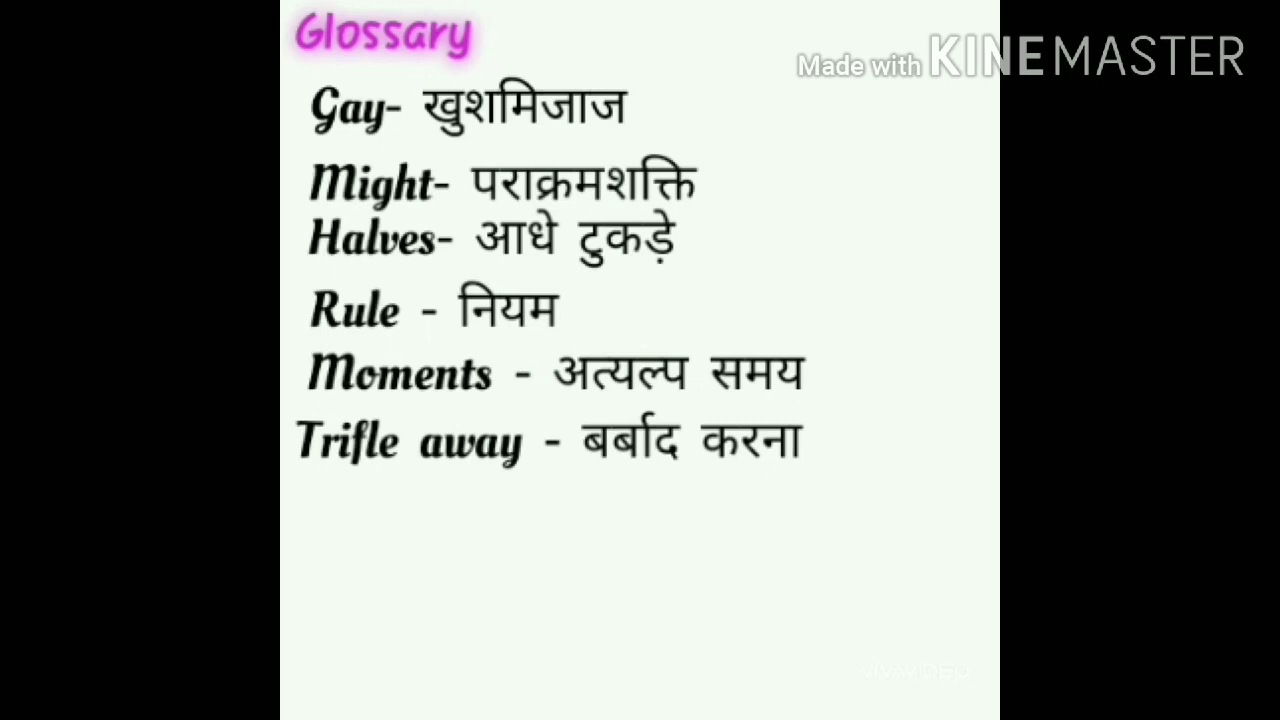 Glossary
Made with KINEMASTER
Gay- खुशमिजाज
Might- पराक्रमशक्ति
Halves- आधे टुकड़े
Rule - नियम
Moments - अत्यल्प समय
Trifle away - बर्बाद करना
VIVAVIDEO